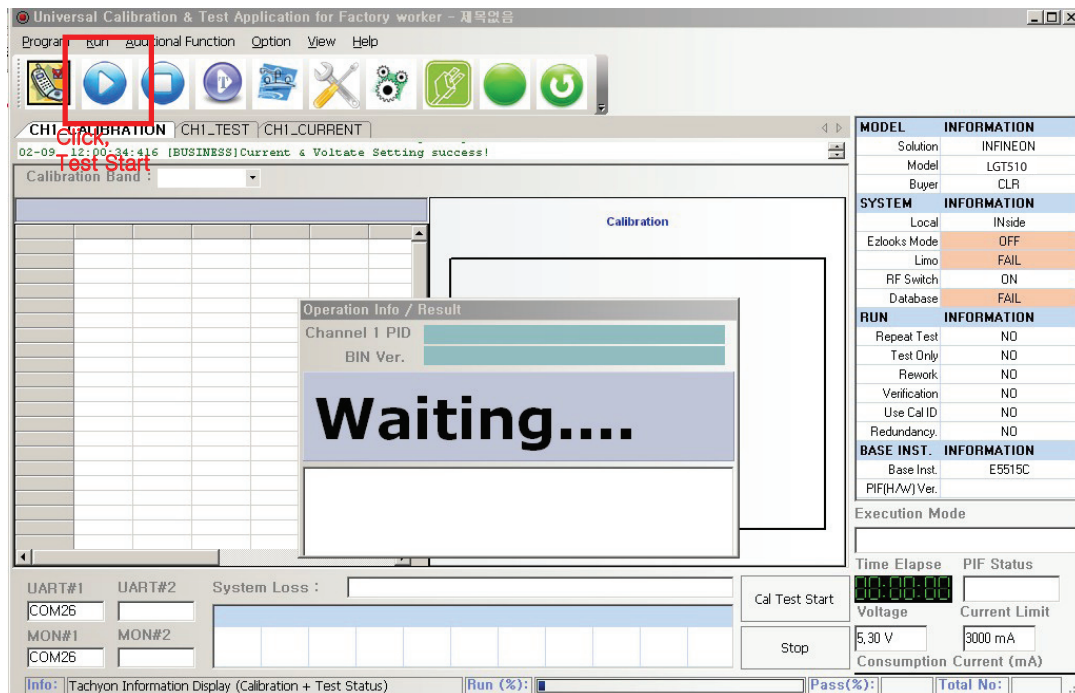 Universal Calibration & Test Application for Factory worker - 제목없음
Program Run Additional Function Option View Help
CH1_CALIBRATION CH1_TEST CH1_CURRENT
Click,
Test Start
02-09 12:00:34:416 [BUSINESS]Current & Voltate Setting success!
Calibration Band :
Calibration
Operation Info / Result
Channel 1 PID
BIN Ver.
Waiting....
MODEL INFORMATION
Solution INFINEON
Model LGT510
Buyer CLR
SYSTEM INFORMATION
Local INside
Ezlooks Mode OFF
Limo FAIL
RF Switch ON
Database FAIL
RUN INFORMATION
Repeat Test NO
Test Only NO
Rework NO
Verification NO
Use Cal ID NO
Redundancy. NO
BASE INST. INFORMATION
Base Inst. E5515C
PIF(H/W) Ver.
Execution Mode
Time Elapse PIF Status
00:00:00
Voltage Current Limit
5,30 V 3000 mA
Consumption Current (mA)
UART#1 UART#2 System Loss :
COM26
MON#1 MON#2
COM26
Cal Test Start
Stop
Info: Tachyon Information Display (Calibration + Test Status) Run (%): Pass(%): Total No: